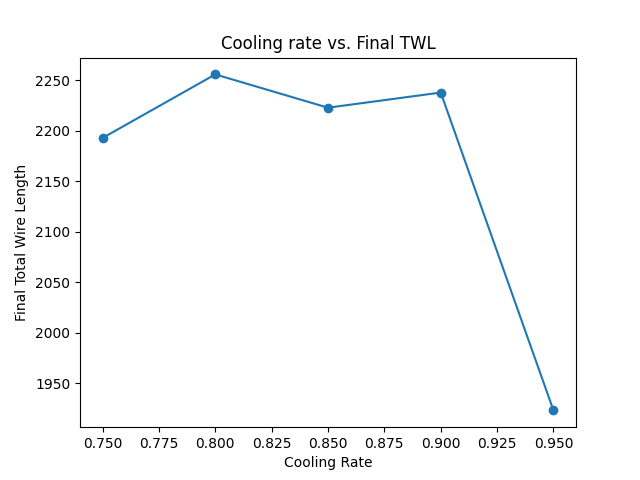 Cooling rate vs. Final TWL
Final Total Wire Length
2250
2200
2150
2100
2050
2000
1950
0.750 0.775 0.800 0.825 0.850 0.875 0.900 0.925 0.950
Cooling Rate